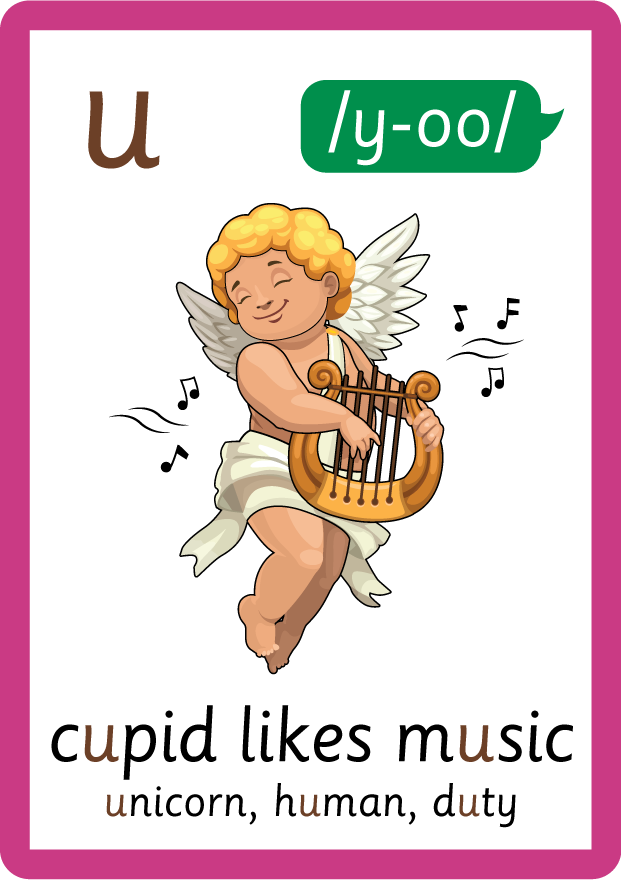 u
/y-oo/
cupid likes music
unicorn, human, duty